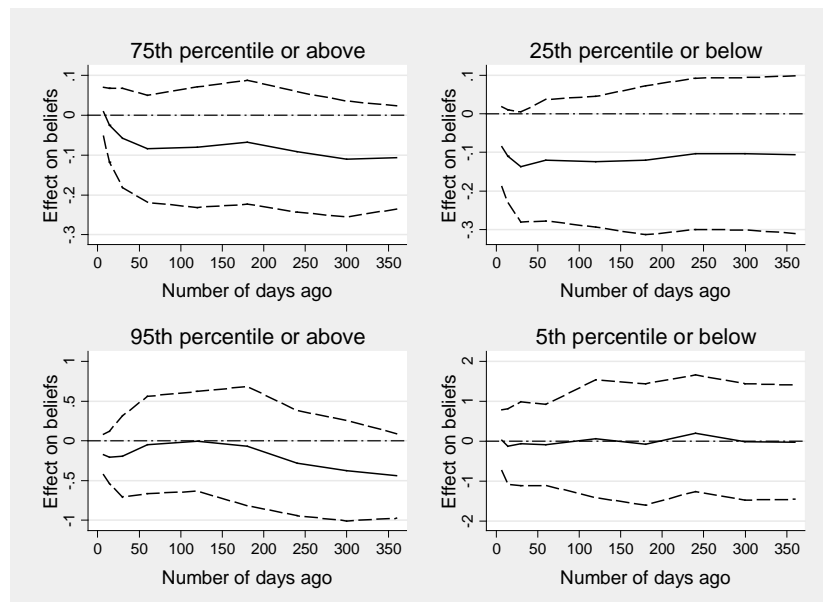 75th percentile or above
Effect on beliefs
.1
0
-.1
-.2
-.3
0 50 100 150 200 250 300 350
Number of days ago
25th percentile or below
Effect on beliefs
.1
0
-.1
-.2
-.3
0 50 100 150 200 250 300 350
Number of days ago
95th percentile or above
Effect on beliefs
1
.5
0
-.5
-1
0 50 100 150 200 250 300 350
Number of days ago
5th percentile or below
Effect on beliefs
2
1
0
-1
-2
0 50 100 150 200 250 300 350
Number of days ago